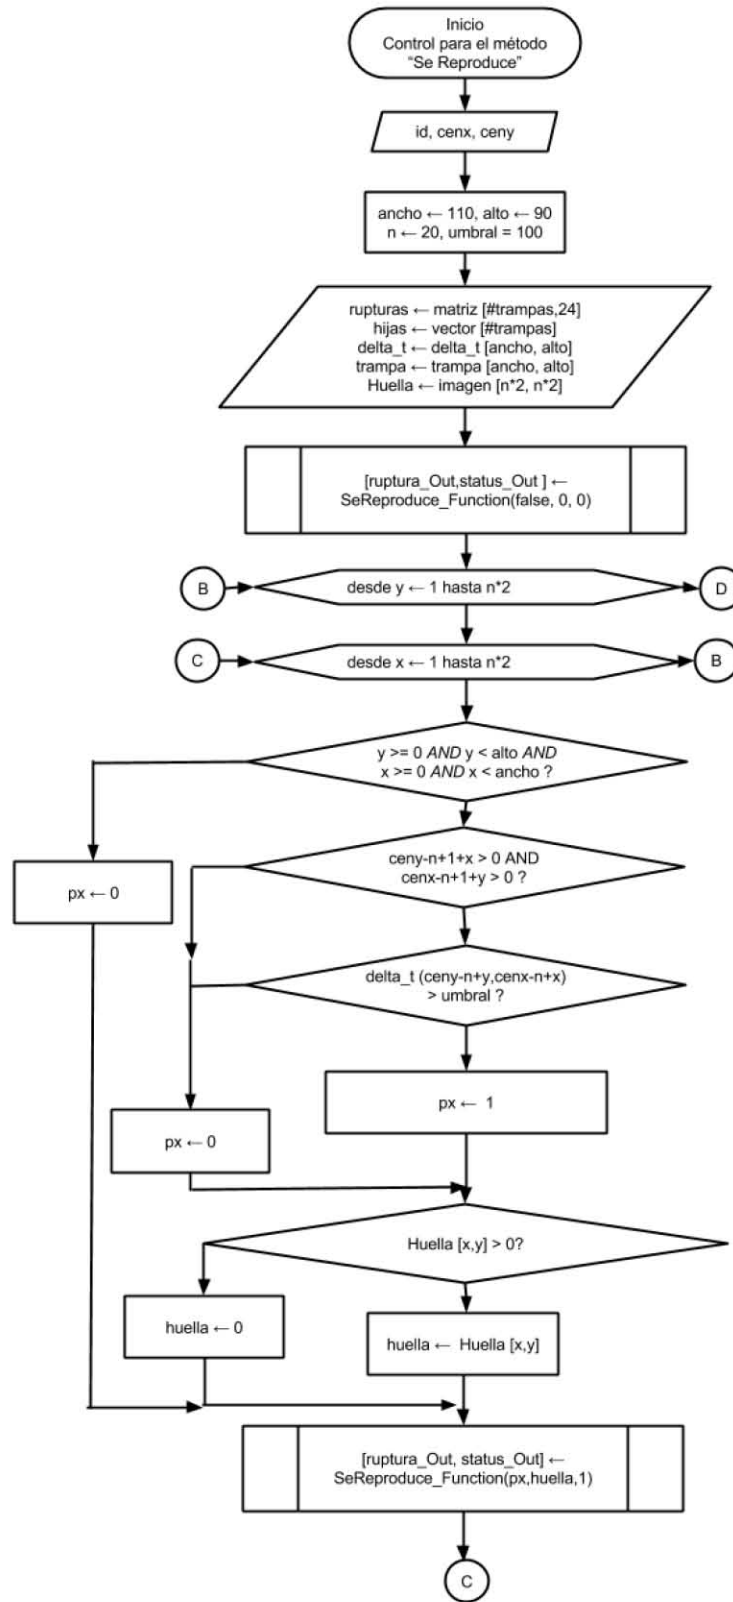 Inicio
Control para el método
“Se Reproduce”
id, cenx, ceny
ancho ← 110, alto ← 90
n ← 20, umbral = 100
rupturas ← matriz [#trampas,24]
hijas ← vector [#trampas]
delta_t ← delta_t [ancho, alto]
trampa ← trampa [ancho, alto]
Huella ← imagen [n*2, n*2]
[ruptura_Out,status_Out ] ←
SeReproduce_Function(false, 0, 0)
B
desde y ← 1 hasta n*2
D
C
desde x ← 1 hasta n*2
B
y >= 0 AND y < alto AND
x >= 0 AND x < ancho ?
ceny-n+1+x > 0 AND
cenx-n+1+y > 0 ?
px ← 0
delta_t (ceny-n+y,cenx-n+x)
> umbral ?
px ← 1
px ← 0
Huella [x,y] > 0?
huella ← 0
huella ← Huella [x,y]
[ruptura_Out, status_Out] ←
SeReproduce_Function(px,huella,1)
C